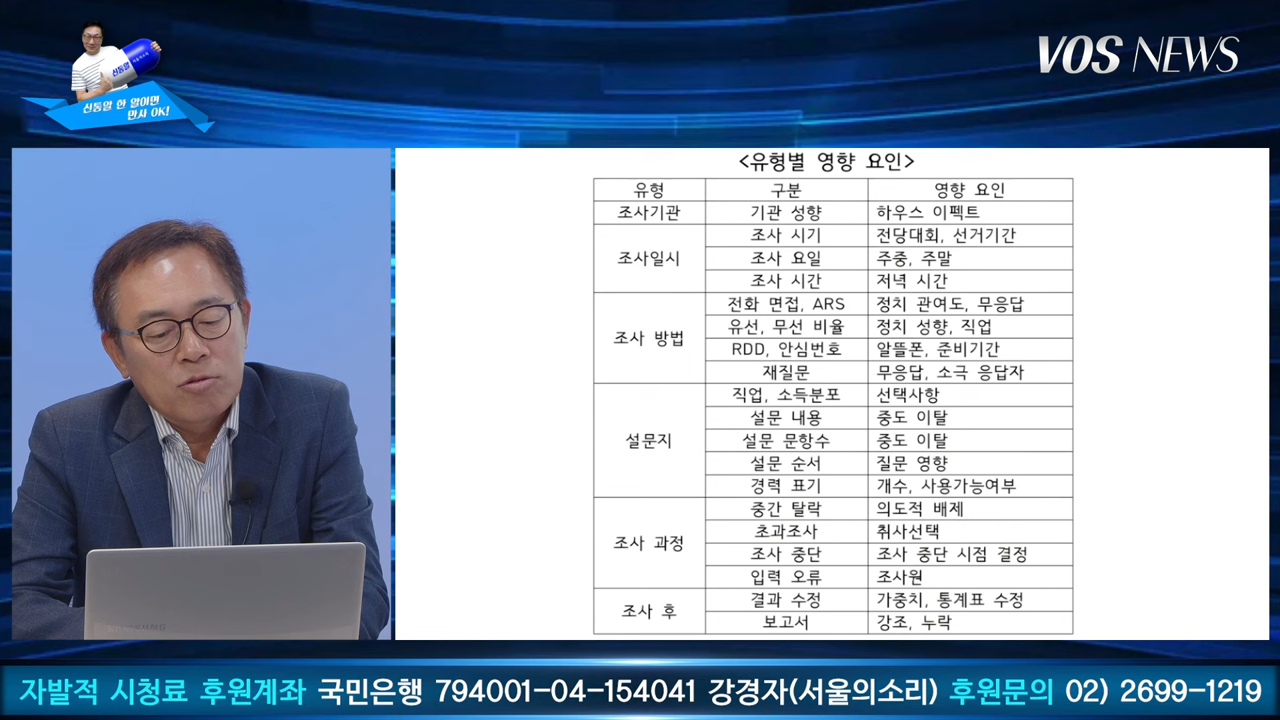 VOS NEWS
신통알
신통알 한 알이면
만사 OK!
<유형별 영향 요인>
유형 구분 영향 요인
조사기관 기관 성향 하우스 이펙트
조사일시 조사 시기 전당대회, 선거기간
조사 요일 주중, 주말
조사 시간 저녁 시간
조사 방법 전화 면접, ARS 정치 관여도, 무응답
유선, 무선 비율 정치 성향, 직업
RDD, 안심번호 알뜰폰, 준비기간
재질문 무응답, 소극 응답자
설문지 직업, 소득분포 선택사항
설문 내용 중도 이탈
설문 문항수 중도 이탈
설문 순서 질문 영향
경력 표기 개수, 사용가능여부
조사 과정 중간 탈락 의도적 배제
초과조사 취사선택
조사 중단 조사 중단 시점 결정
입력 오류 조사원
조사 후 결과 수정 가중치, 통계표 수정
보고서 강조, 누락
자발적 시청료 후원계좌 국민은행 794001-04-154041 강경자(서울의소리) 후원문의 02) 2699-1219